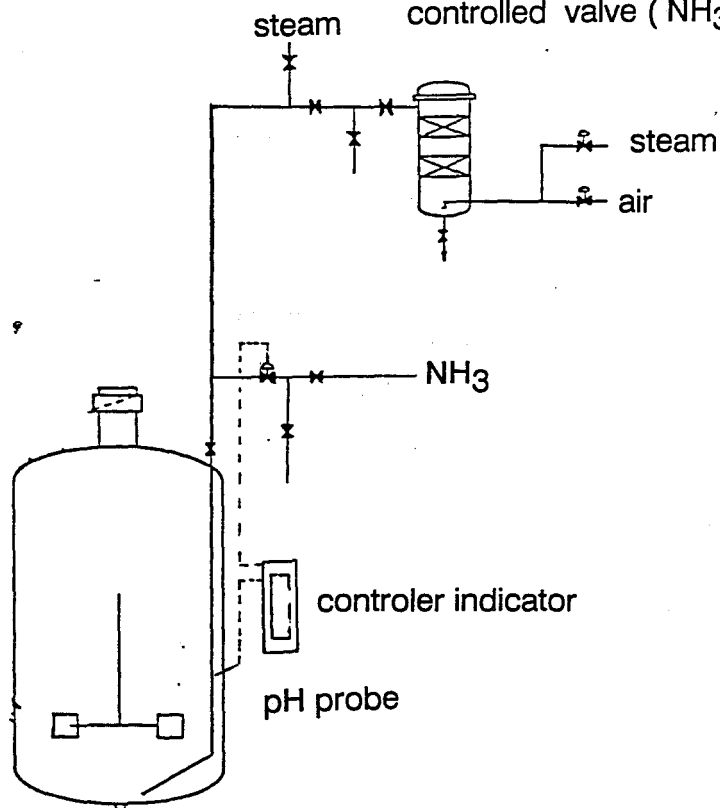 controlled valve (NH3
steam
steam
air
NH3
controler indicator
pH probe